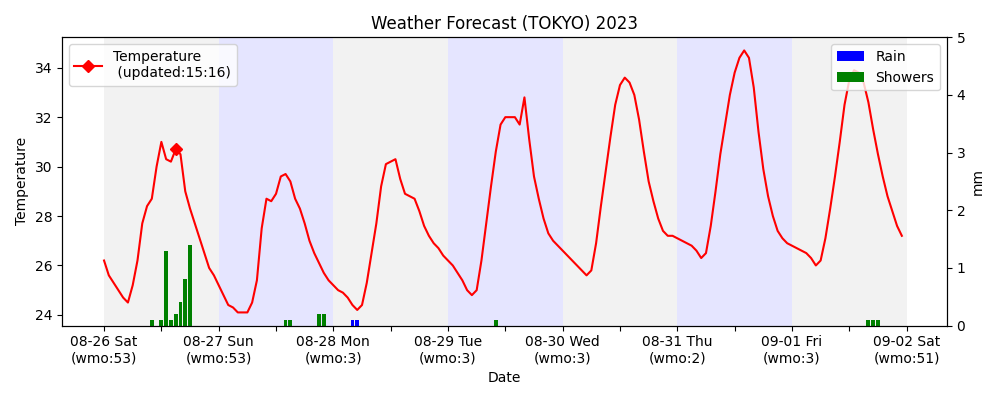 Weather Forecast (TOKYO) 2023
Temperature
(updated:15:16)
Rain
Showers
Temperature
34
32
30
28
26
24
5
4
3
2
1
0
mm
08-26 Sat
(wmo:53)
08-27 Sun
(wmo:53)
08-28 Mon
(wmo:3)
08-29 Tue
(wmo:3)
08-30 Wed
(wmo:3)
08-31 Thu
(wmo:2)
09-01 Fri
(wmo:3)
09-02 Sat
(wmo:51)
Date